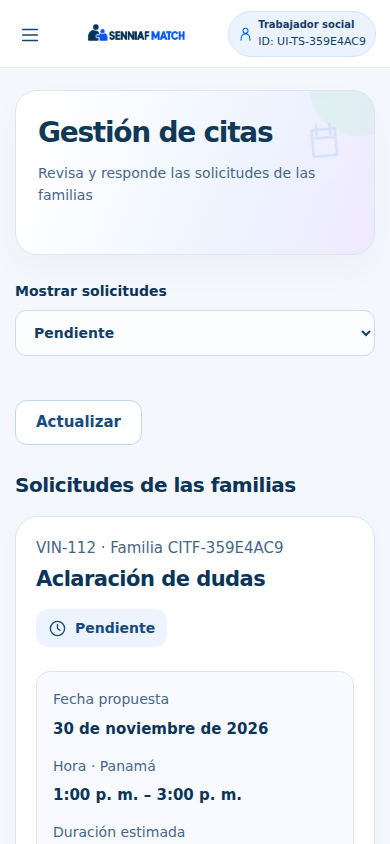 SENNIAF MATCH
Trabajador social
ID: UI-TS-359E4AC9
Gestión de citas
Revisa y responde las solicitudes de las
familias
Mostrar solicitudes
Pendiente
Actualizar
Solicitudes de las familias
VIN-112 · Familia CITF-359E4AC9
Aclaración de dudas
Pendiente
Fecha propuesta
30 de noviembre de 2026
Hora · Panamá
1:00 p. m. – 3:00 p. m.
Duración estimada